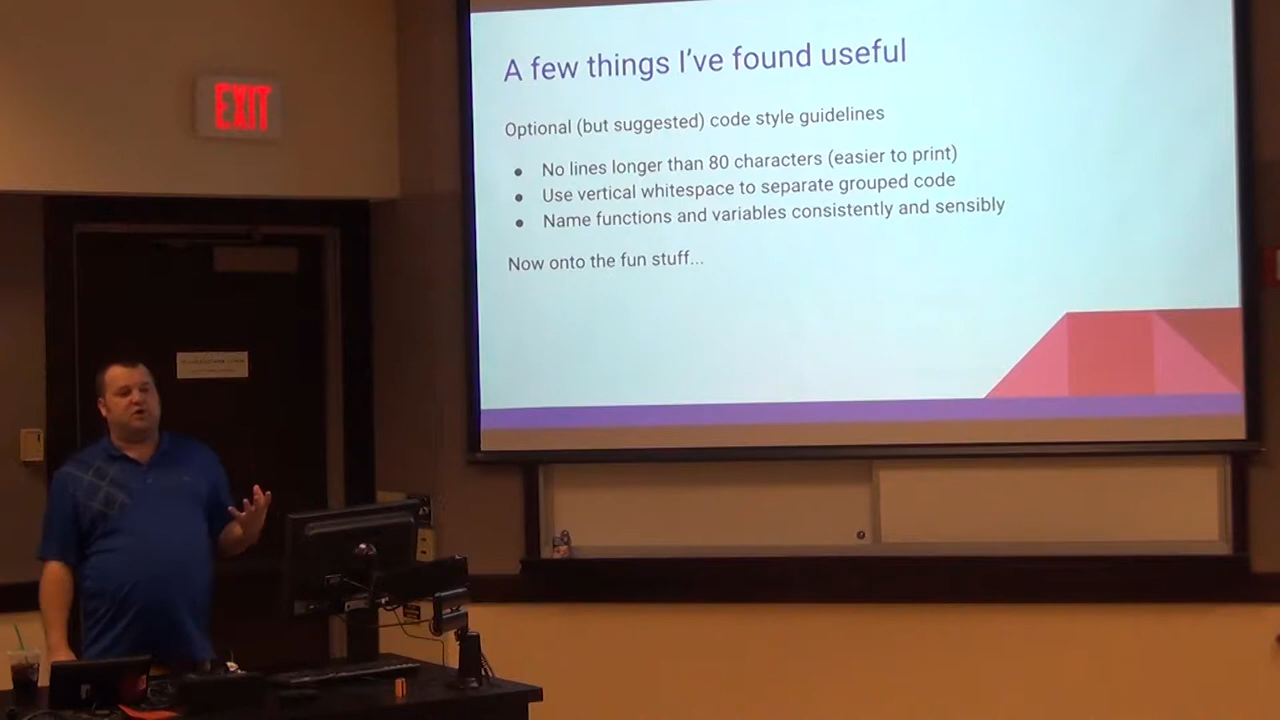 EXIT
A few things I've found useful
Optional (but suggested) code style guidelines
• No lines longer than 80 characters (easier to print)
• Use vertical whitespace to separate grouped code
• Name functions and variables consistently and sensibly
Now onto the fun stuff...